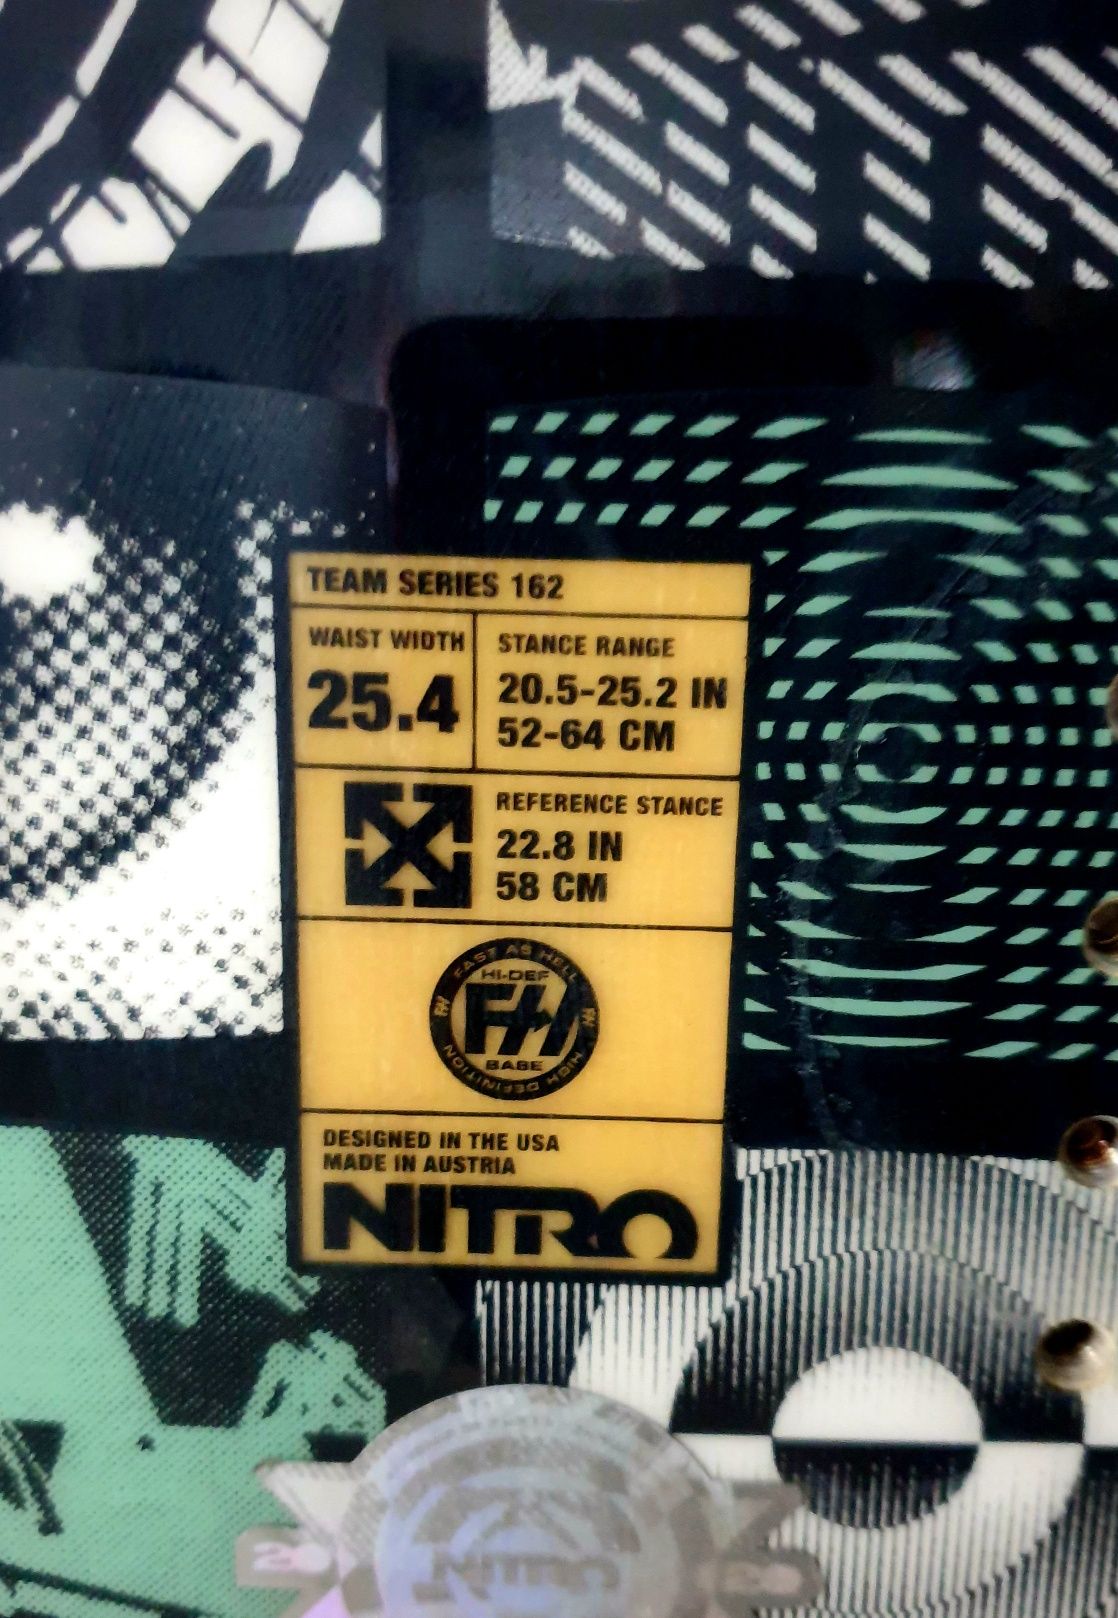 TEAM SERIES 162
WAIST WIDTH
25.4
STANCE RANGE
20.5-25.2 IN
52-64 CM
REFERENCE STANCE
22.8 IN
58 CM
FAST AS HELL
HI-DEF
FH
BABE
HIGH DEFINITION
DESIGNED IN THE USA
MADE IN AUSTRIA
NITRO
NITRO